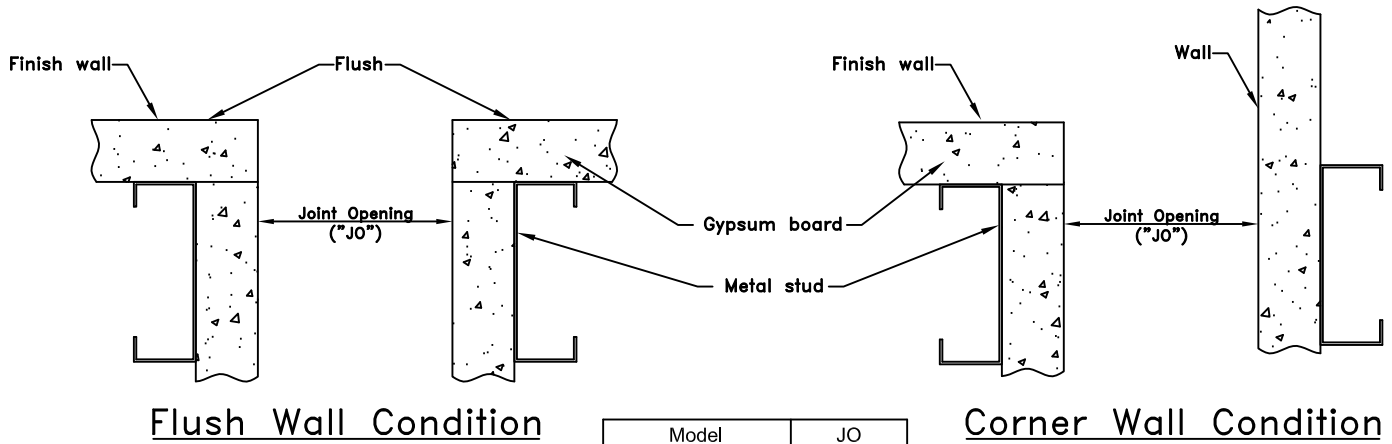 Finish wall
Flush
Joint Opening
("JO")
Gypsum board
Metal stud
Finish wall
Wall
Joint Opening
("JO")
Flush Wall Condition
Model JO
Corner Wall Condition